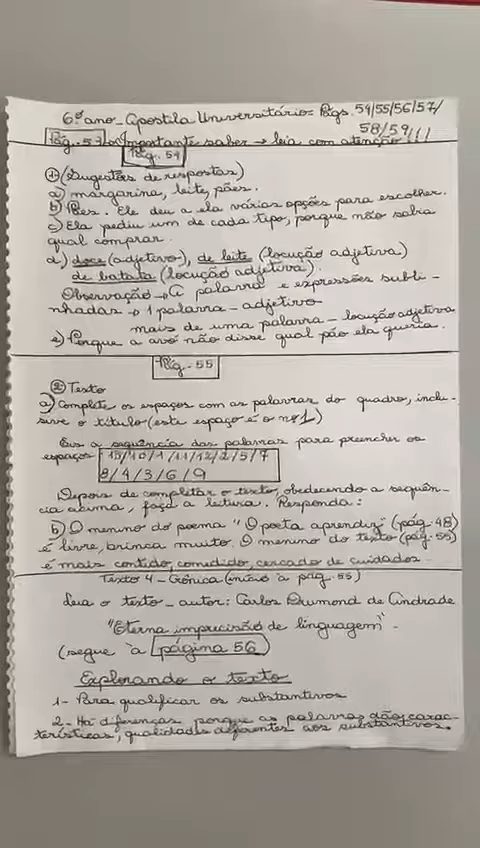 6º ano - Apostila Universitário Págs. 54/55/56/57/
58/59///
Pág. 54 Importante saber → leia com atenção!!!
Pág. 54
① (Sugestões de respostas)
a) margarina, leite, pães.
b) Pães. Ele deu a ela várias opções para escolher.
c) Ela pediu um de cada tipo, porque não sabia
qual comprar.
d) doce (adjetivo), de leite (locução adjetiva)
de batata (locução adjetiva).
Observação → A palavra e expressões subli-
nhadas → 1 palavra - adjetivo
mais de uma palavra - locução adjetiva
e) Porque a avó não disse qual pão ela queria.
Pág - 55
② Texto
a) Complete os espaços com as palavras do quadro, inclu-
sive o título (este espaço é o nº 1)
Eis a sequência das palavras para preencher os
espaços 13/10/1/11/12/2/5/7
8/4/3/6/9
Depois de completar o texto, obedecendo a sequên-
cia acima, faça a leitura. Responda:
b) O menino do poema "O poeta aprendiz" (pág. 48)
é livre, brinca muito. O menino do texto (pág. 55)
é mais contido, comedido, cercado de cuidados.
Texto 4 - Crônica (início à pág. 55)
Leia o texto - autor: Carlos Drumond de Andrade
"Eterna imprecisão de linguagem" -
(segue à página 56)
Explorando o texto
1- Para qualificar os substantivos
2- Há diferenças, porque as palavras dão carac-
terísticas, qualidades diferentes aos substantivos.